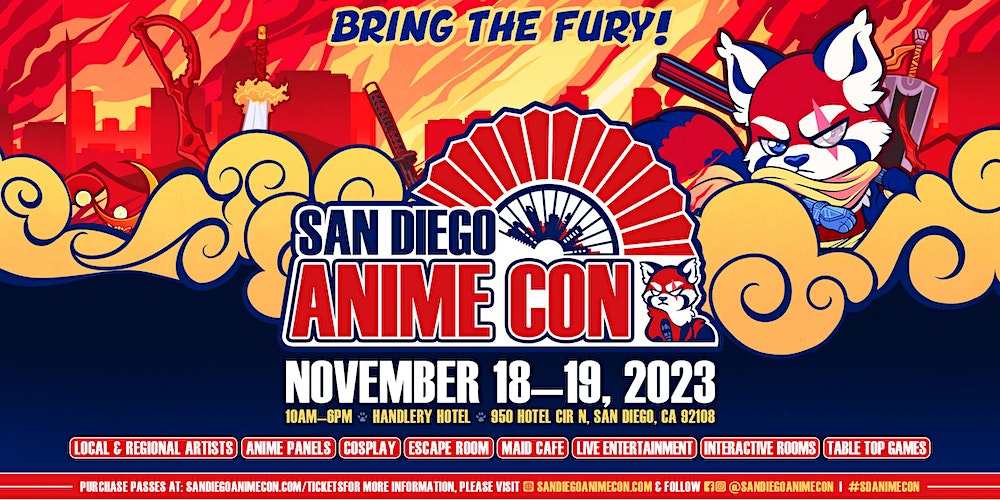 BRING THE FURY!
SAN DIEGO
ANIME CON
NOVEMBER 18—19, 2023
10AM—6PM HANDLERY HOTEL 950 HOTEL CIR N, SAN DIEGO, CA 92108
LOCAL & REGIONAL ARTISTS ANIME PANELS COSPLAY ESCAPE ROOM MAID CAFE LIVE ENTERTAINMENT INTERACTIVE ROOMS TABLE TOP GAMES
PURCHASE PASSES AT: SANDIEGOANIMECON.COM/TICKETSFOR MORE INFORMATION, PLEASE VISIT SANDIEGOANIMECON.COM & FOLLOW @SANDIEGOANIMECON | ##SDANIMECON